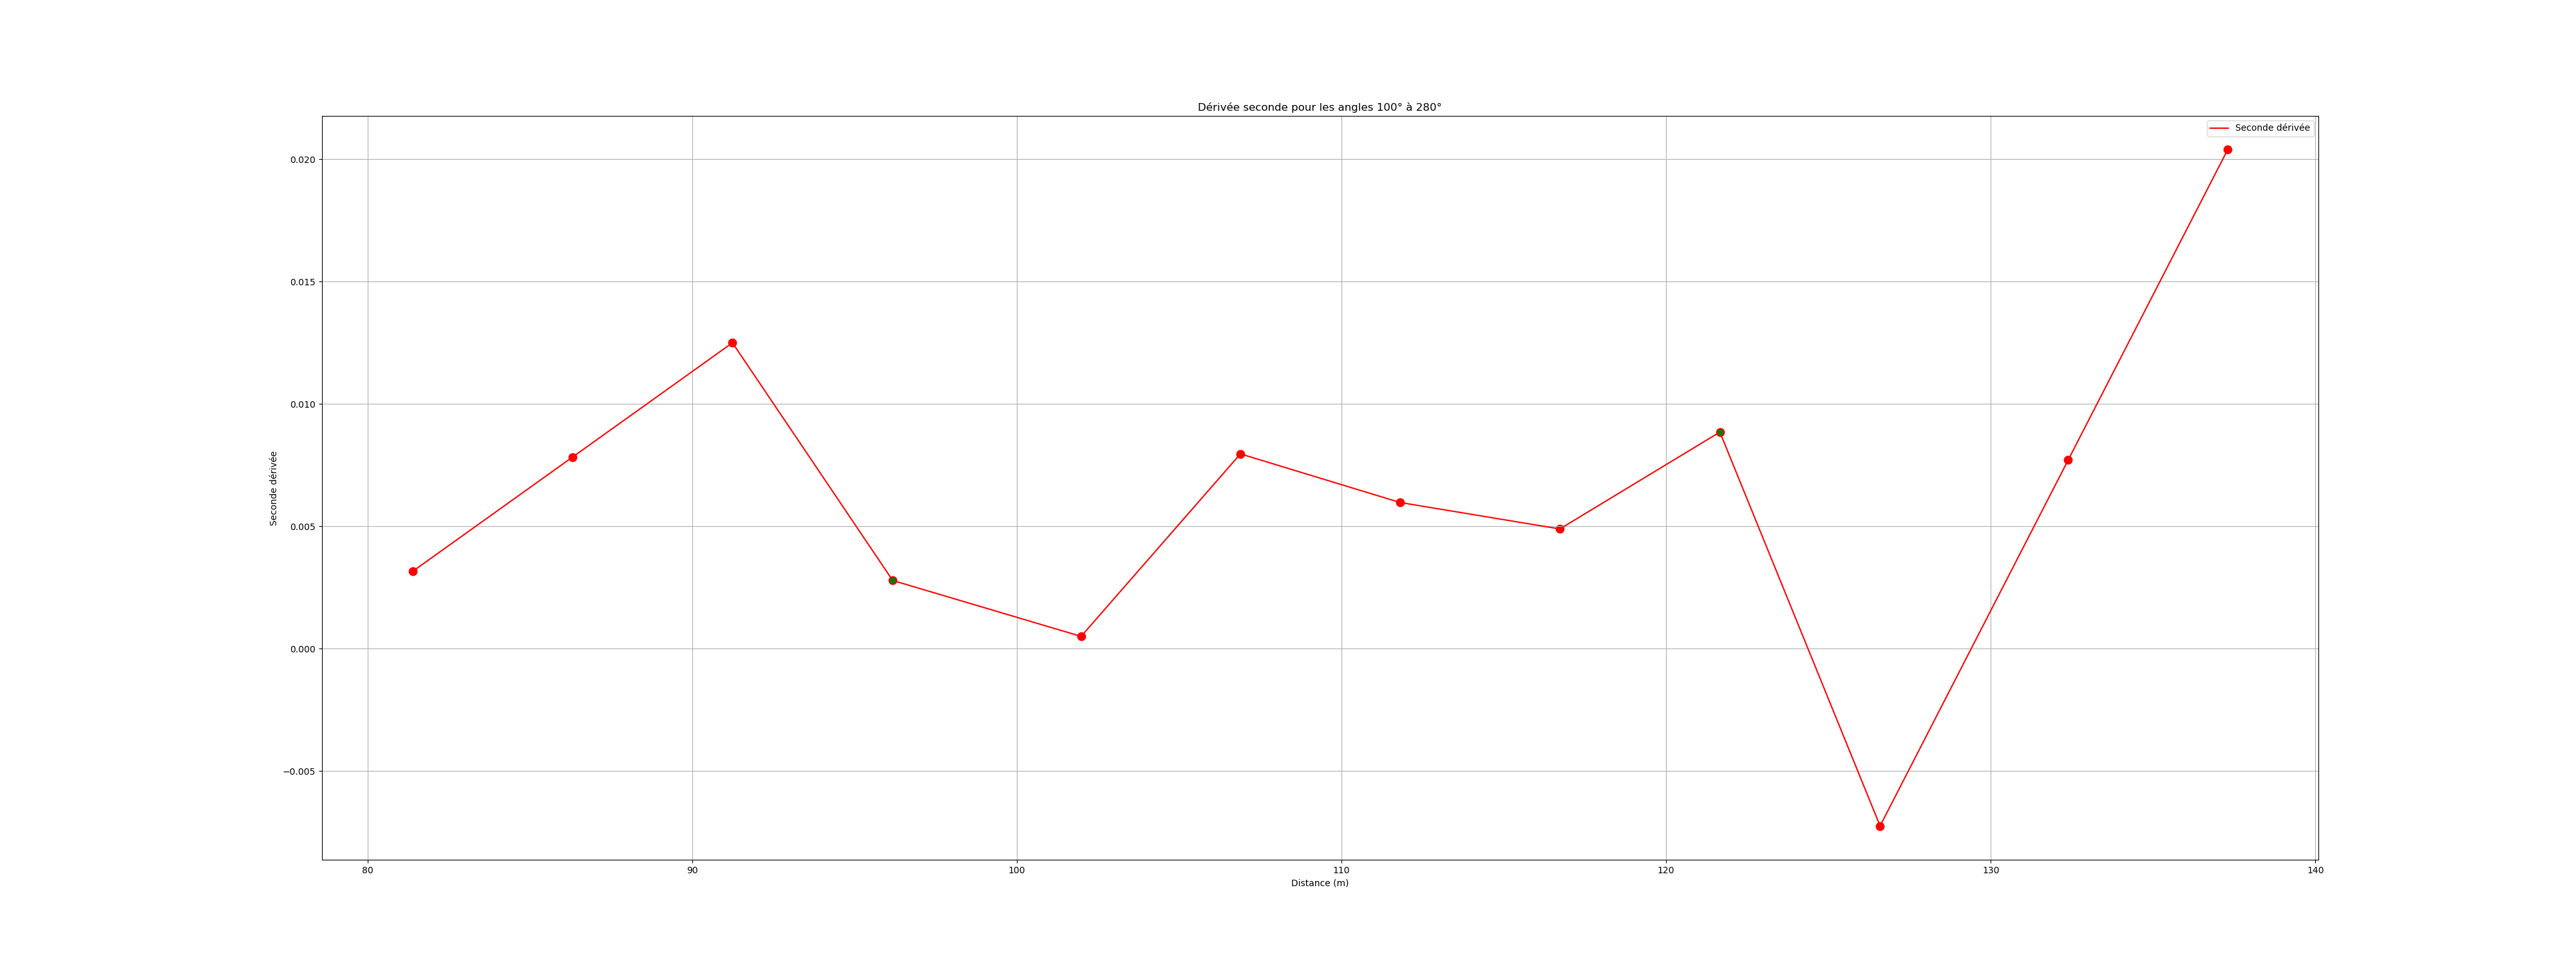 Dérivée seconde pour les angles 100° à 280°
Seconde dérivée
0.020
0.015
0.010
0.005
0.000
−0.005
Seconde dérivée
80 90 100 110 120 130 140
Distance (m)